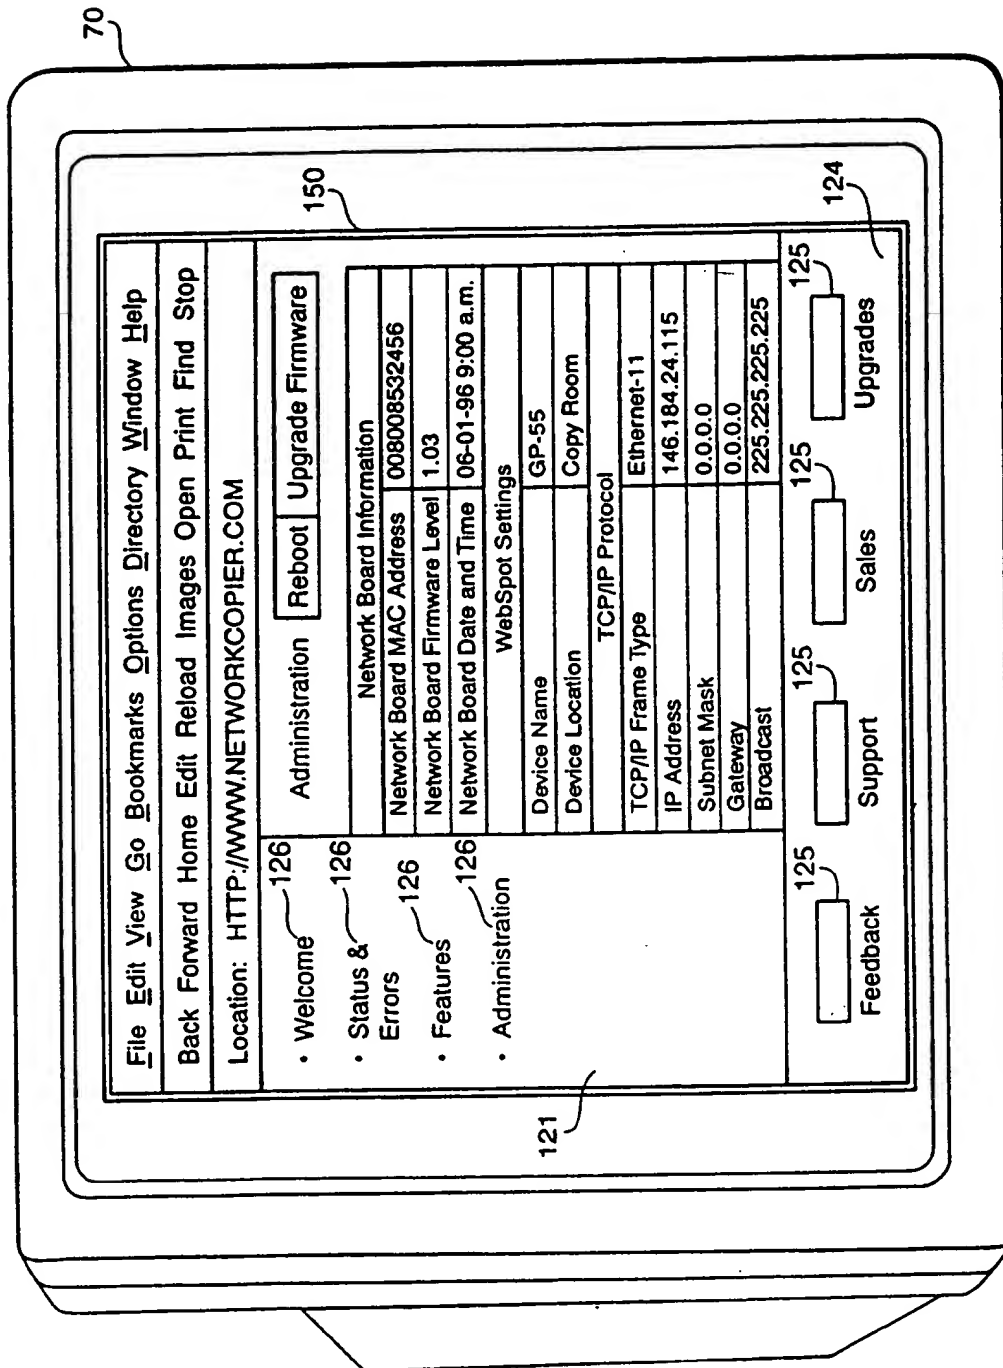 70
File Edit View Go Bookmarks Options Directory Window Help
Back Forward Home Edit Reload Images Open Print Find Stop
Location: HTTP://WWW.NETWORKCOPIER.COM
150
• Welcome 126
• Status & Errors 126
• Features 126
• Administration 126
121
Administration Reboot Upgrade Firmware
Network Board Information
Network Board MAC Address 008008532456
Network Board Firmware Level 1.03
Network Board Date and Time 06-01-96 9:00 a.m.
WebSpot Settings
Device Name GP-55
Device Location Copy Room
TCP/IP Protocol
TCP/IP Frame Type Ethernet-11
IP Address 146.184.24.115
Subnet Mask 0.0.0.0
Gateway 0.0.0.0
Broadcast 225.225.225.225
125 125 125 125
Feedback Support Sales Upgrades
124